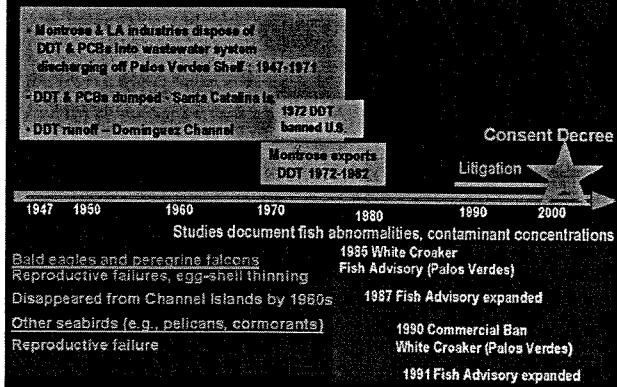 • Montrose & LA industries dispose of
DDT & PCBs into wastewater system
discharging off Palos Verdes Shelf : 1947-1971
• DDT & PCBs dumped - Santa Catalina
• DDT runoff – Dominguez Channel
1972 DDT
banned U.S.
Montrose exports
DDT 1972-1982
Consent Decree
Litigation
1947 1950 1960 1970 1980 1990 2000
Studies document fish abnormalities, contaminant concentrations
Bald eagles and peregrine falcons
Reproductive failures, egg-shell thinning
Disappeared from Channel Islands by 1960s
Other seabirds (e.g., pelicans, cormorants)
Reproductive failure
1985 White Croaker
Fish Advisory (Palos Verdes)
1987 Fish Advisory expanded
1990 Commercial Ban
White Croaker (Palos Verdes)
1991 Fish Advisory expanded